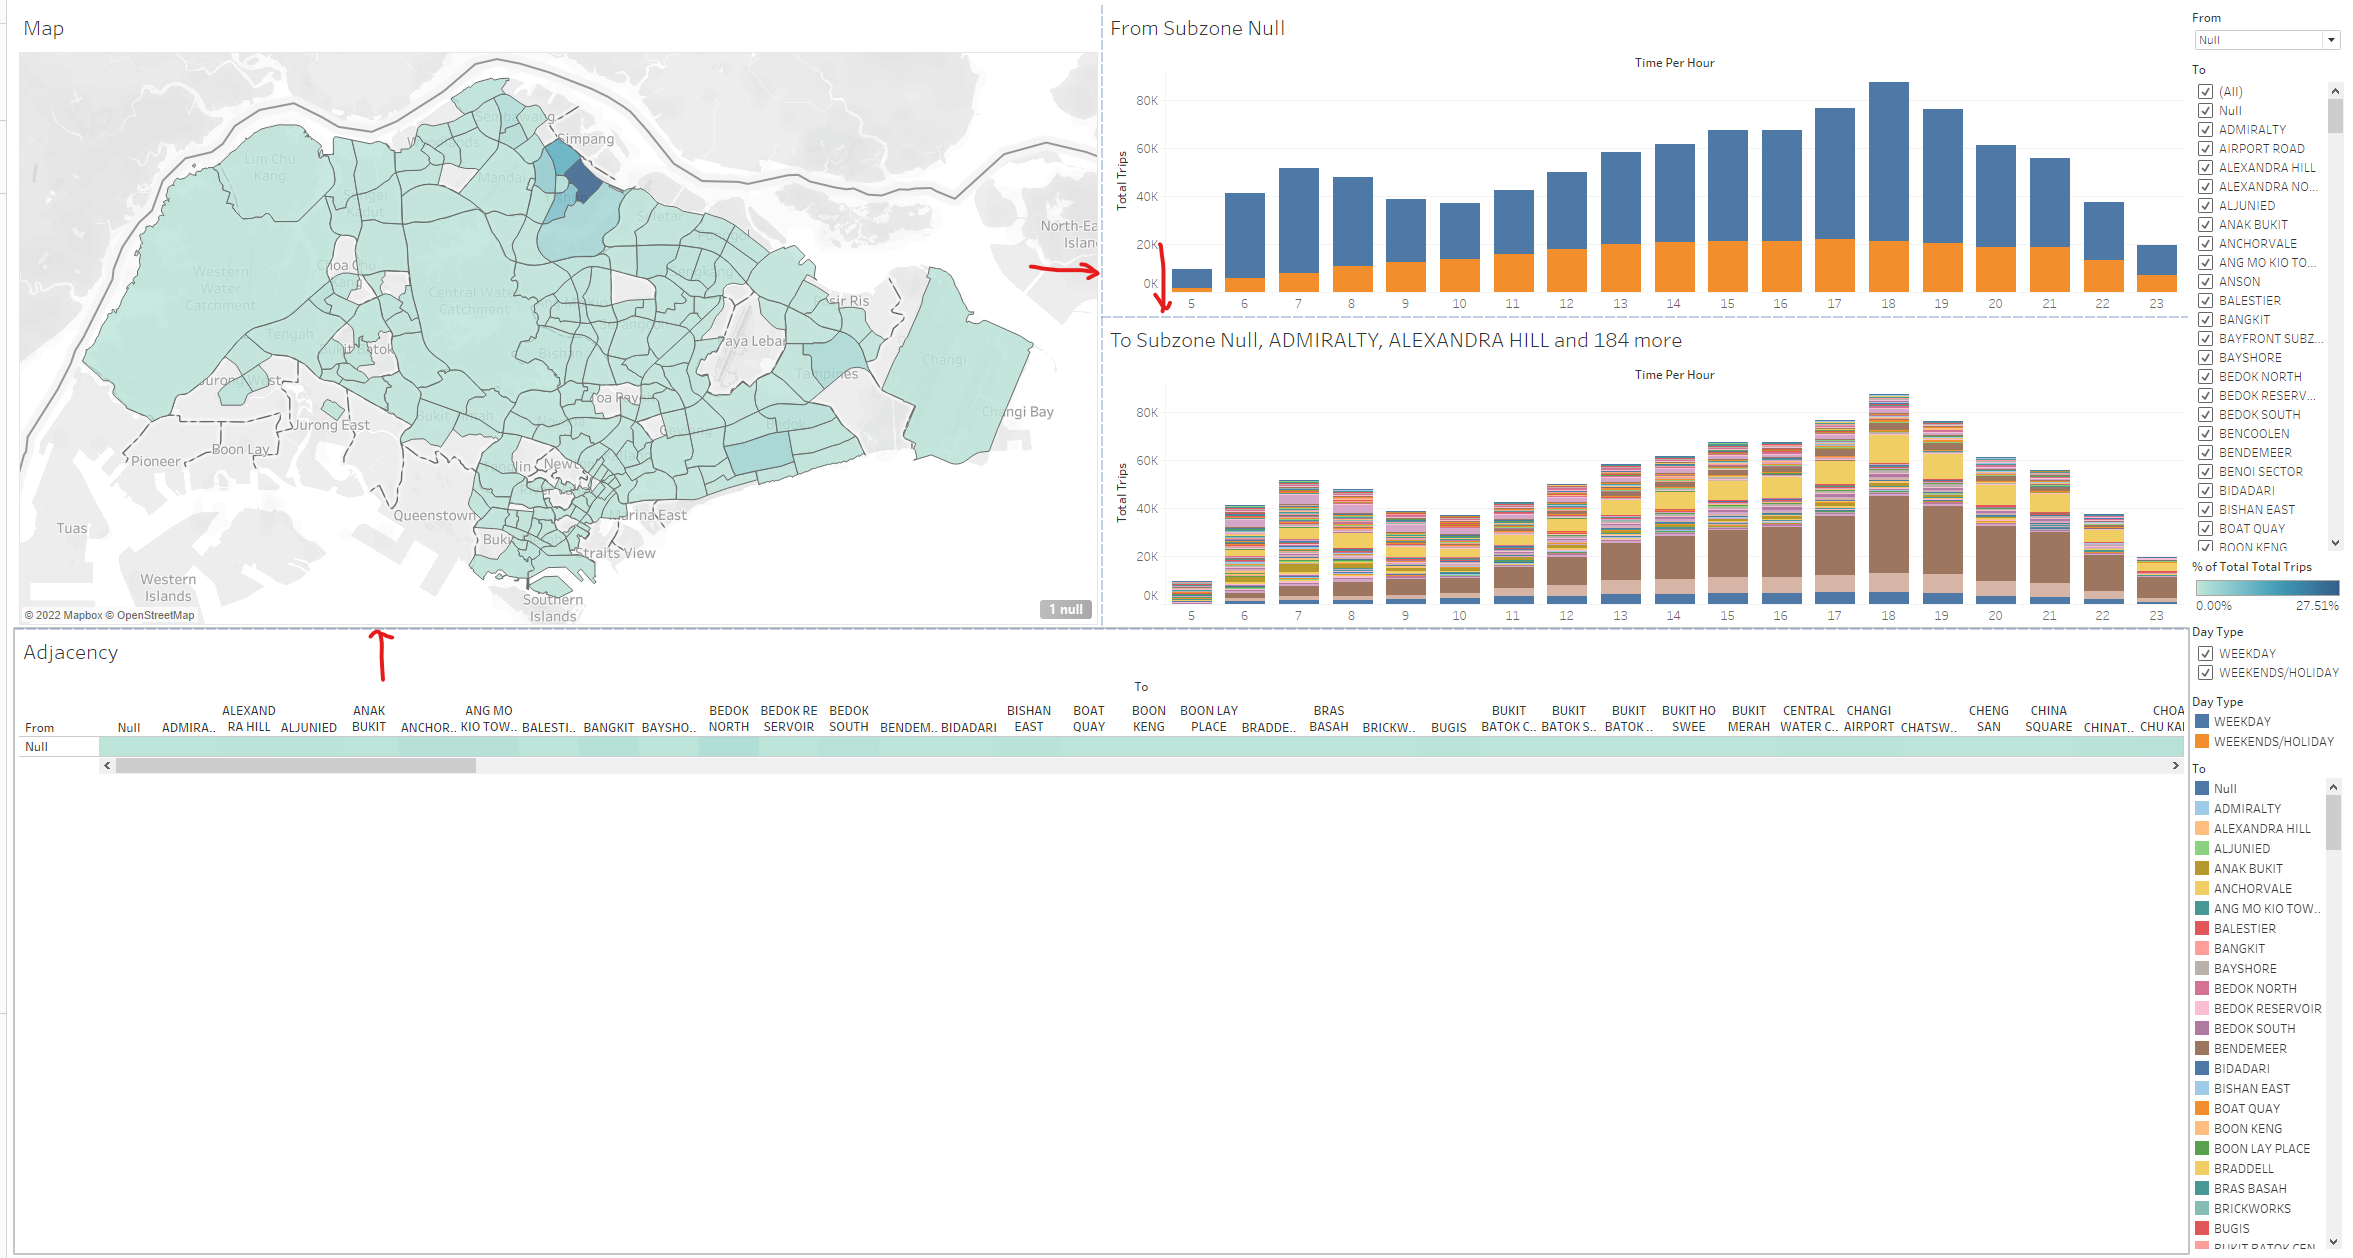 Map
Sembawang
Simpang
Woodlands
Lim Chu
Kang
Mandai
Sungei
Kadut
Yishun
Seletar
Punggol
North-Ea
Islan
Western
Water
Catchment
Choa Chu
Kang
Central Water
Catchment
Sengkang
Ang Mo Kio
Pasir Ris
Serangoon
Tengah
Bukit Batok
Bishan
Paya Lebar
Changi
Tampines
Jurong West
Toa Payoh
Bukit Timah
Novena
Geylang
Bedok
Changi Bay
Jurong East
Boon Lay
Pioneer
Newton
Queenstown
Marina East
Tuas
Straits View
Western
Islands
Southern
Islands
© 2022 Mapbox © OpenStreetMap
1 null
From Subzone Null
Time Per Hour
Total Trips
80K
60K
40K
20K
0K
5 6 7 8 9 10 11 12 13 14 15 16 17 18 19 20 21 22 23
To Subzone Null, ADMIRALTY, ALEXANDRA HILL and 184 more
Time Per Hour
Total Trips
80K
60K
40K
20K
0K
5 6 7 8 9 10 11 12 13 14 15 16 17 18 19 20 21 22 23
From
Null
To
(All)
Null
ADMIRALTY
AIRPORT ROAD
ALEXANDRA HILL
ALEXANDRA NO...
ALJUNIED
ANAK BUKIT
ANCHORVALE
ANG MO KIO TO...
ANSON
BALESTIER
BANGKIT
BAYFRONT SUBZ...
BAYSHORE
BEDOK NORTH
BEDOK RESERV...
BEDOK SOUTH
BENCOOLEN
BENDEMEER
BENOI SECTOR
BIDADARI
BISHAN EAST
BOAT QUAY
BOON KENG
% of Total Total Trips
0.00% 27.51%
Day Type
WEEKDAY
WEEKENDS/HOLIDAY
Day Type
WEEKDAY
WEEKENDS/HOLIDAY
To
Null
ADMIRALTY
ALEXANDRA HILL
ALJUNIED
ANAK BUKIT
ANCHORVALE
ANG MO KIO TOW..
BALESTIER
BANGKIT
BAYSHORE
BEDOK NORTH
BEDOK RESERVOIR
BEDOK SOUTH
BENDEMEER
BIDADARI
BISHAN EAST
BOAT QUAY
BOON KENG
BOON LAY PLACE
BRADDELL
BRAS BASAH
BRICKWORKS
BUGIS
BUKIT BATOK CEN
Adjacency
To
ALEXAND ANAK ANG MO BEDOK BEDOK RE BEDOK BISHAN BOAT BOON BOON LAY BRAS BUKIT BUKIT BUKIT BUKIT HO BUKIT CENTRAL CHANGI CHENG CHINA CHOA
From Null ADMIRA.. RA HILL ALJUNIED BUKIT ANCHOR.. KIO TOW.. BALESTI.. BANGKIT BAYSHO.. NORTH SERVOIR SOUTH BENDEM.. BIDADARI EAST QUAY KENG PLACE BRADDE.. BASAH BRICKW.. BUGIS BATOK C.. BATOK S.. BATOK .. SWEE MERAH WATER C.. AIRPORT CHATSW.. SAN SQUARE CHINAT.. CHU KAI
Null